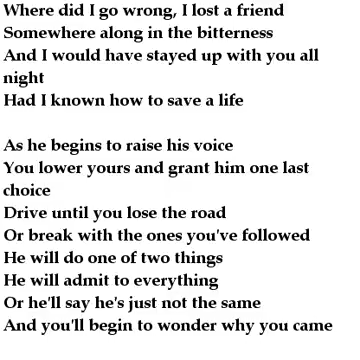 Where did I go wrong, I lost a friend
Somewhere along in the bitterness
And I would have stayed up with you all
night
Had I known how to save a life

As he begins to raise his voice
You lower yours and grant him one last
choice
Drive until you lose the road
Or break with the ones you've followed
He will do one of two things
He will admit to everything
Or he'll say he's just not the same
And you'll begin to wonder why you came